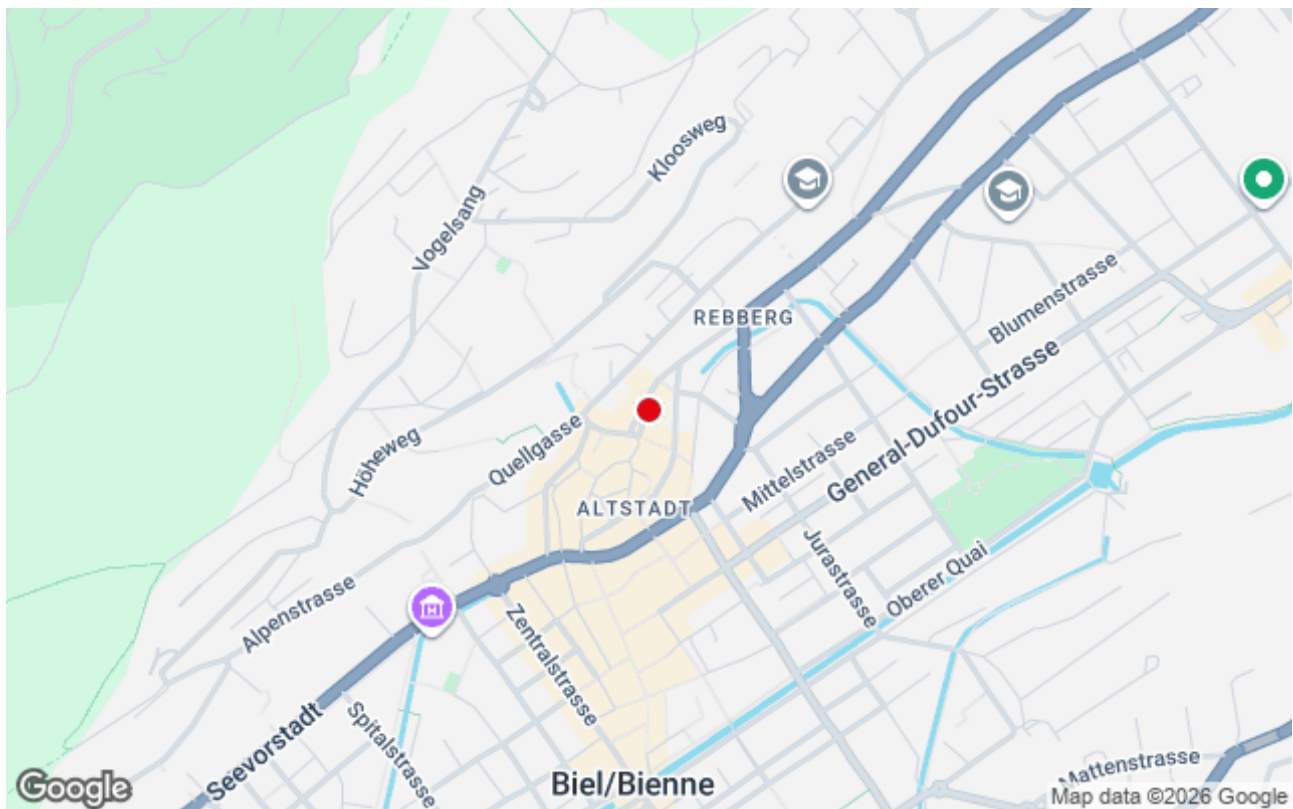 Kloosweg
Vogelsang
REBBERG
Blumenstrasse
General-Dufour-Strasse
Höheweg
Quellgasse
Mittelstrasse
ALTSTADT
Jurastrasse
Oberer Quai
Alpenstrasse
Zentralstrasse
Seevorstadt
Spitalstrasse
Mattenstrasse
Biel/Bienne
Google
Map data ©2026 Google